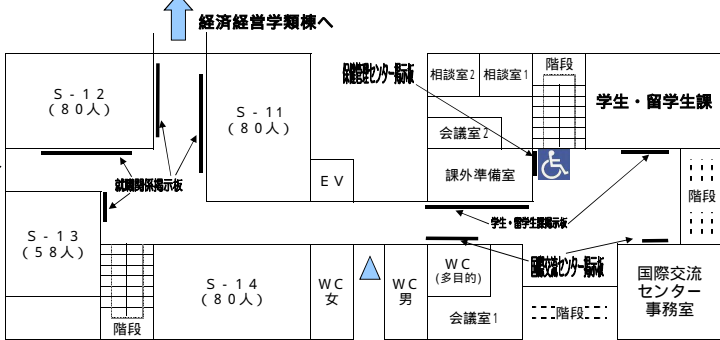 経済経営学類棟へ
S-12
(80人)
S-11
(80人)
保健管理センター掲示板
相談室2
相談室1
階段
学生・留学生課
会議室2
課外準備室
EV
就職関係掲示板
階段
S-13
(58人)
学生・留学生課掲示板
国際交流センター掲示板
S-14
(80人)
WC
女
WC
男
WC
(多目的)
国際交流
センター
事務室
階段
会議室1
階段